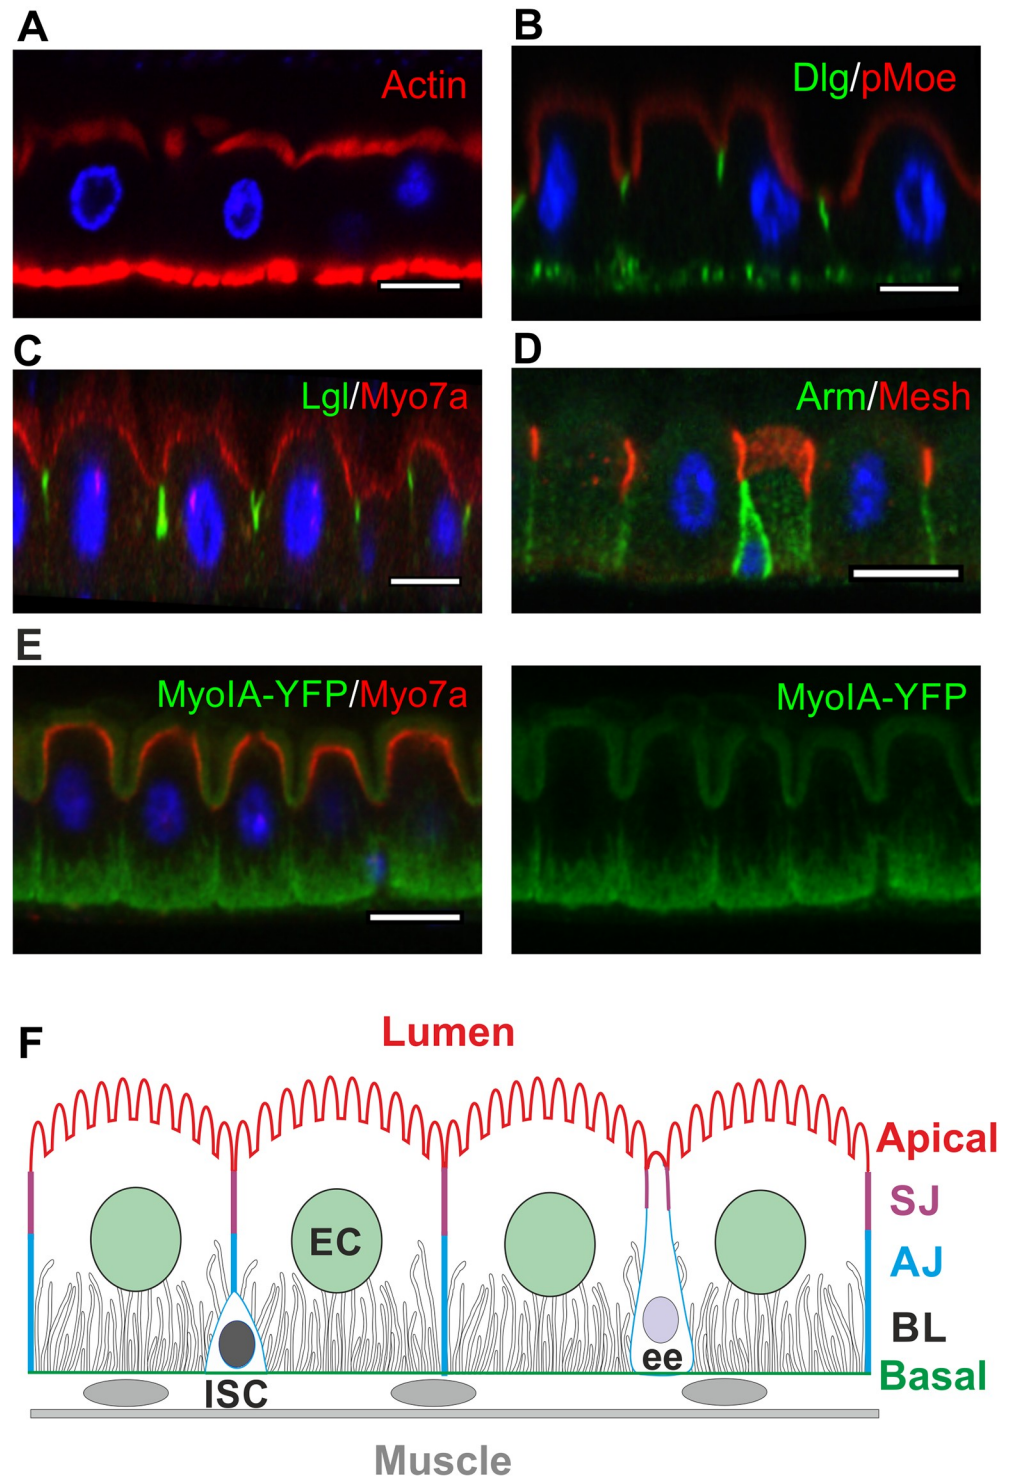 A
Actin
B
Dlg/pMoe
C
Lgl/Myo7a
D
Arm/Mesh
E
MyoIA-YFP/Myo7a
MyoIA-YFP
F
Lumen
Apical
SJ
EC
AJ
BL
ee
Basal
ISC
Muscle